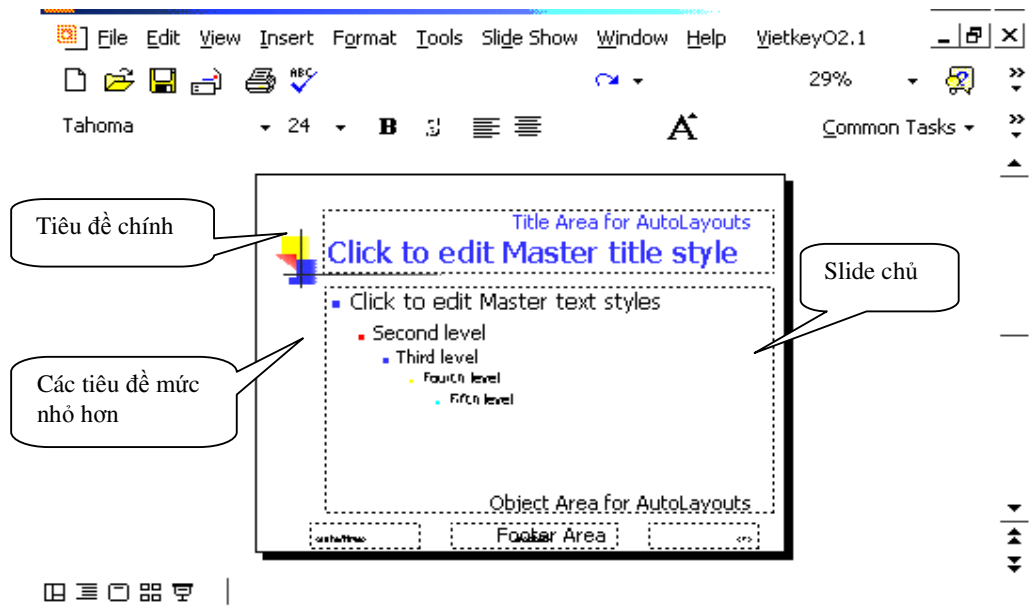 File Edit View Insert Format Tools Slide Show Window Help VietkeyO2.1
ABC 29%
Tahoma 24 B A Common Tasks
Tiêu đề chính
Title Area for AutoLayouts
Click to edit Master title style
Slide chủ
Click to edit Master text styles
Second level
Third level
Fourth level
Fifth level
Các tiêu đề mức
nhỏ hơn
Object Area for AutoLayouts
Footer Area